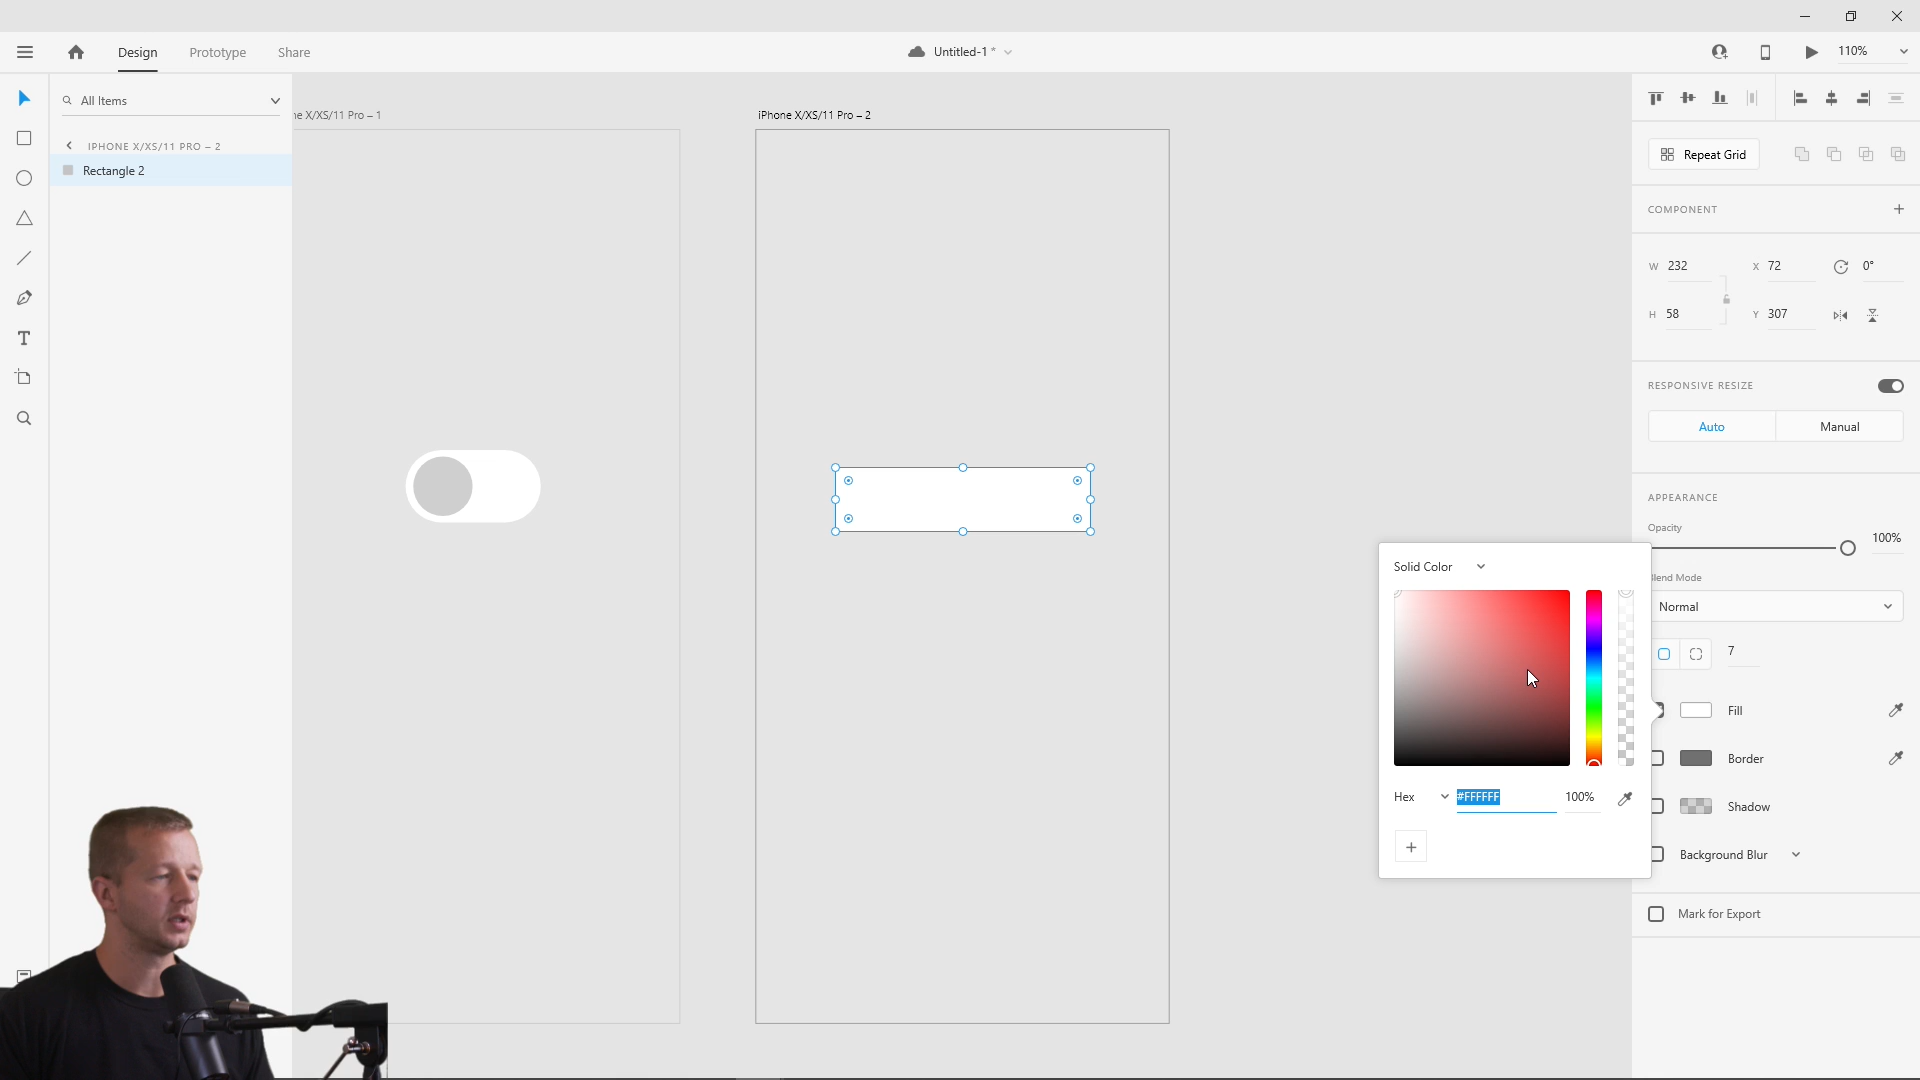 Design
Prototype
Share
Untitled-1 *
110%
All Items
IPHONE X/XS/11 PRO – 2
Rectangle 2
ne X/XS/11 Pro – 1
iPhone X/XS/11 Pro – 2
Repeat Grid
COMPONENT
W 232 X 72 0°
H 58 Y 307
RESPONSIVE RESIZE
Auto Manual
APPEARANCE
Opacity
100%
Blend Mode
Normal
7
Fill
Border
Shadow
Background Blur
Mark for Export
Solid Color
Hex #FFFFFF 100%